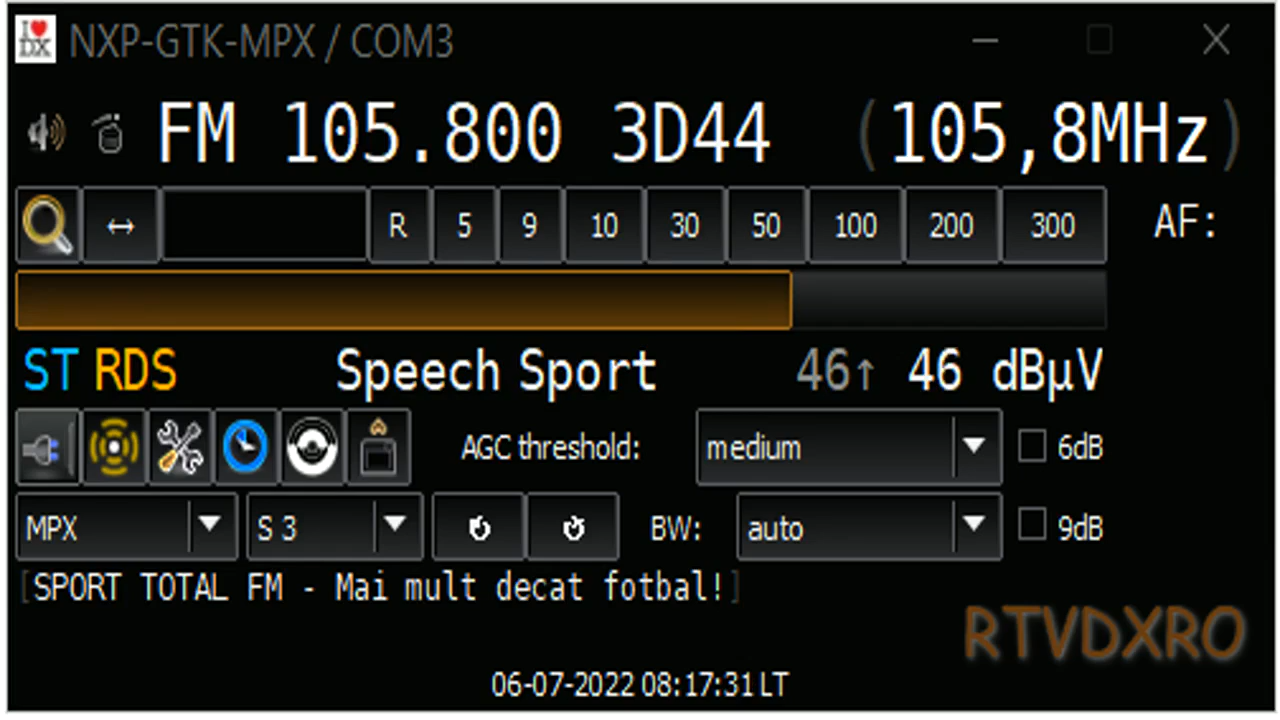 I ❤ DX NXP-GTK-MPX / COM3
FM 105.800 3D44 (105,8MHz)
↔ R 5 9 10 30 50 100 200 300 AF:
ST RDS Speech Sport 46↑ 46 dBµV
AGC threshold: medium 6dB
MPX S 3 BW: auto 9dB
[SPORT TOTAL FM - Mai mult decat fotbal!]
RTVDXRO
06-07-2022 08:17:31 LT